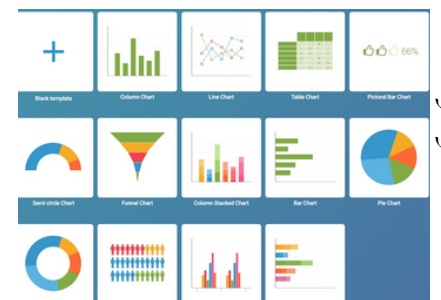 66%
Blank template Column Chart Line Chart Table Chart Pictorial Bar Chart
Semi circle Chart Funnel Chart Column Stacked Chart Bar Chart Pie Chart